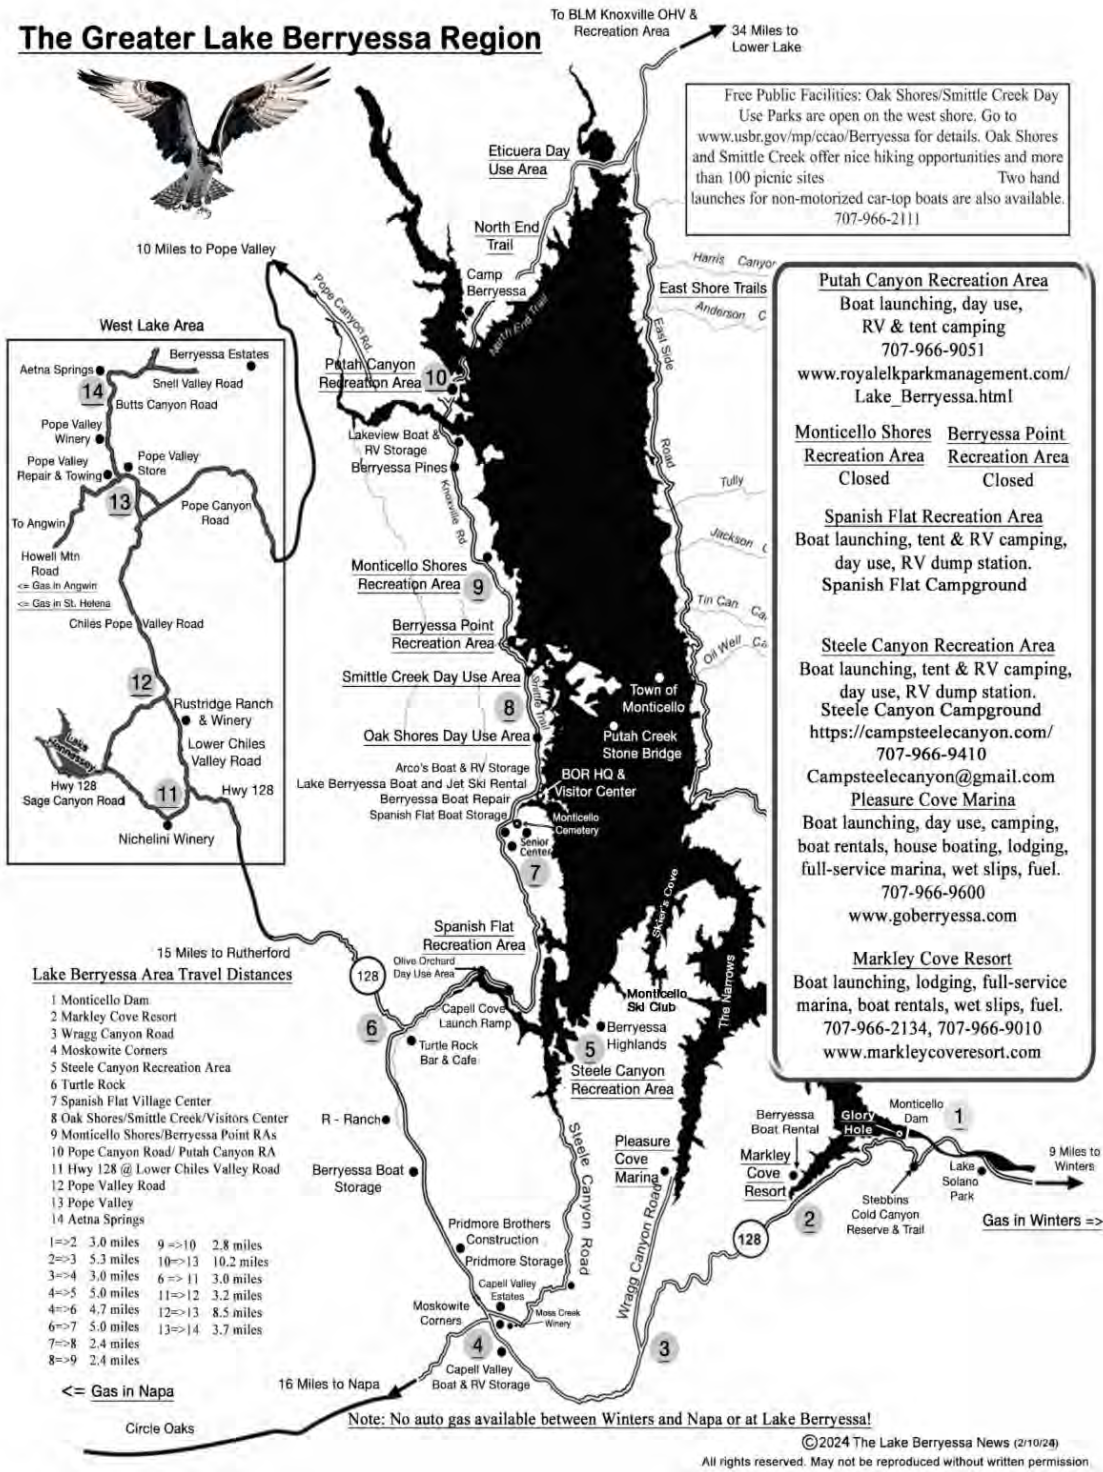 The Greater Lake Berryessa Region
To BLM Knoxville OHV &
Recreation Area
34 Miles to
Lower Lake
Free Public Facilities: Oak Shores/Smittle Creek Day
Use Parks are open on the west shore. Go to
www.usbr.gov/mp/ccao/Berryessa for details. Oak Shores
and Smittle Creek offer nice hiking opportunities and more
than 100 picnic sites Two hand
launches for non-motorized car-top boats are also available.
707-966-2111
Eticuera Day
Use Area
North End
Trail
Camp
Berryessa
North End Trail
10 Miles to Pope Valley
Pope Canyon Rd.
Harris Canyon
East Shore Trails
Anderson C
East Side
Road
Putah Canyon
Recreation Area
10
Lakeview Boat &
RV Storage
Berryessa Pines
Knoxville Rd
Tully
Jackson C
Tin Can Ca
Oil Well Ca
Monticello Shores
Recreation Area
9
Berryessa Point
Recreation Area
Smittle Creek Day Use Area
Smittle Trail
8
Oak Shores Day Use Area
Town of
Monticello
Putah Creek
Stone Bridge
BOR HQ &
Visitor Center
Arco's Boat & RV Storage
Lake Berryessa Boat and Jet Ski Rental
Berryessa Boat Repair
Spanish Flat Boat Storage
Monticello
Cemetery
Senior
Center
7
Spanish Flat
Recreation Area
Olive Orchard
Day Use Area
Capell Cove
Launch Ramp
Skier's Cove
The Narrows
Monticello
Ski Club
Berryessa
Highlands
5
Steele Canyon
Recreation Area
West Lake Area
Aetna Springs
14
Berryessa Estates
Snell Valley Road
Butts Canyon Road
Pope Valley
Winery
Pope Valley
Repair & Towing
Pope Valley
Store
13
Pope Canyon
Road
To Angwin
Howell Mtn
Road
<= Gas in Angwin
<= Gas in St. Helena
Chiles Pope Valley Road
12
Rustridge Ranch
& Winery
Lower Chiles
Valley Road
Lake
Hennessey
Hwy 128
Sage Canyon Road
11
Hwy 128
Nichelini Winery
15 Miles to Rutherford
128
6
Turtle Rock
Bar & Cafe
R - Ranch
Berryessa Boat
Storage
Pridmore Brothers
Construction
Pridmore Storage
Capell Valley
Estates
Moss Creek
Winery
Moskowite
Corners
4
Capell Valley
Boat & RV Storage
Steele Canyon Road
Pleasure
Cove
Marina
Wragg Canyon Road
3
128
Berryessa
Boat Rental
Markley
Cove
Resort
2
Glory
Hole
Monticello
Dam
1
Stebbins
Cold Canyon
Reserve & Trail
Lake
Solano
Park
9 Miles to
Winters
Gas in Winters =>
Putah Canyon Recreation Area
Boat launching, day use,
RV & tent camping
707-966-9051
www.royalelkparkmanagement.com/
Lake_Berryessa.html
Monticello Shores
Recreation Area
Closed
Berryessa Point
Recreation Area
Closed
Spanish Flat Recreation Area
Boat launching, tent & RV camping,
day use, RV dump station.
Spanish Flat Campground
Steele Canyon Recreation Area
Boat launching, tent & RV camping,
day use, RV dump station.
Steele Canyon Campground
https://campsteelecanyon.com/
707-966-9410
Campsteelecanyon@gmail.com
Pleasure Cove Marina
Boat launching, day use, camping,
boat rentals, house boating, lodging,
full-service marina, wet slips, fuel.
707-966-9600
www.goberryessa.com
Markley Cove Resort
Boat launching, lodging, full-service
marina, boat rentals, wet slips, fuel.
707-966-2134, 707-966-9010
www.markleycoveresort.com
Lake Berryessa Area Travel Distances
1 Monticello Dam
2 Markley Cove Resort
3 Wragg Canyon Road
4 Moskowite Corners
5 Steele Canyon Recreation Area
6 Turtle Rock
7 Spanish Flat Village Center
8 Oak Shores/Smittle Creek/Visitors Center
9 Monticello Shores/Berryessa Point RAs
10 Pope Canyon Road/ Putah Canyon RA
11 Hwy 128 @ Lower Chiles Valley Road
12 Pope Valley Road
13 Pope Valley
14 Aetna Springs
1=>2 3.0 miles 9 =>10 2.8 miles
2=>3 5.3 miles 10=>13 10.2 miles
3=>4 3.0 miles 6 => 11 3.0 miles
4=>5 5.0 miles 11=>12 3.2 miles
4=>6 4.7 miles 12=>13 8.5 miles
6=>7 5.0 miles 13=>14 3.7 miles
7=>8 2.4 miles
8=>9 2.4 miles
<= Gas in Napa
16 Miles to Napa
Circle Oaks
Note: No auto gas available between Winters and Napa or at Lake Berryessa!
©2024 The Lake Berryessa News (2/10/24)
All rights reserved. May not be reproduced without written permission